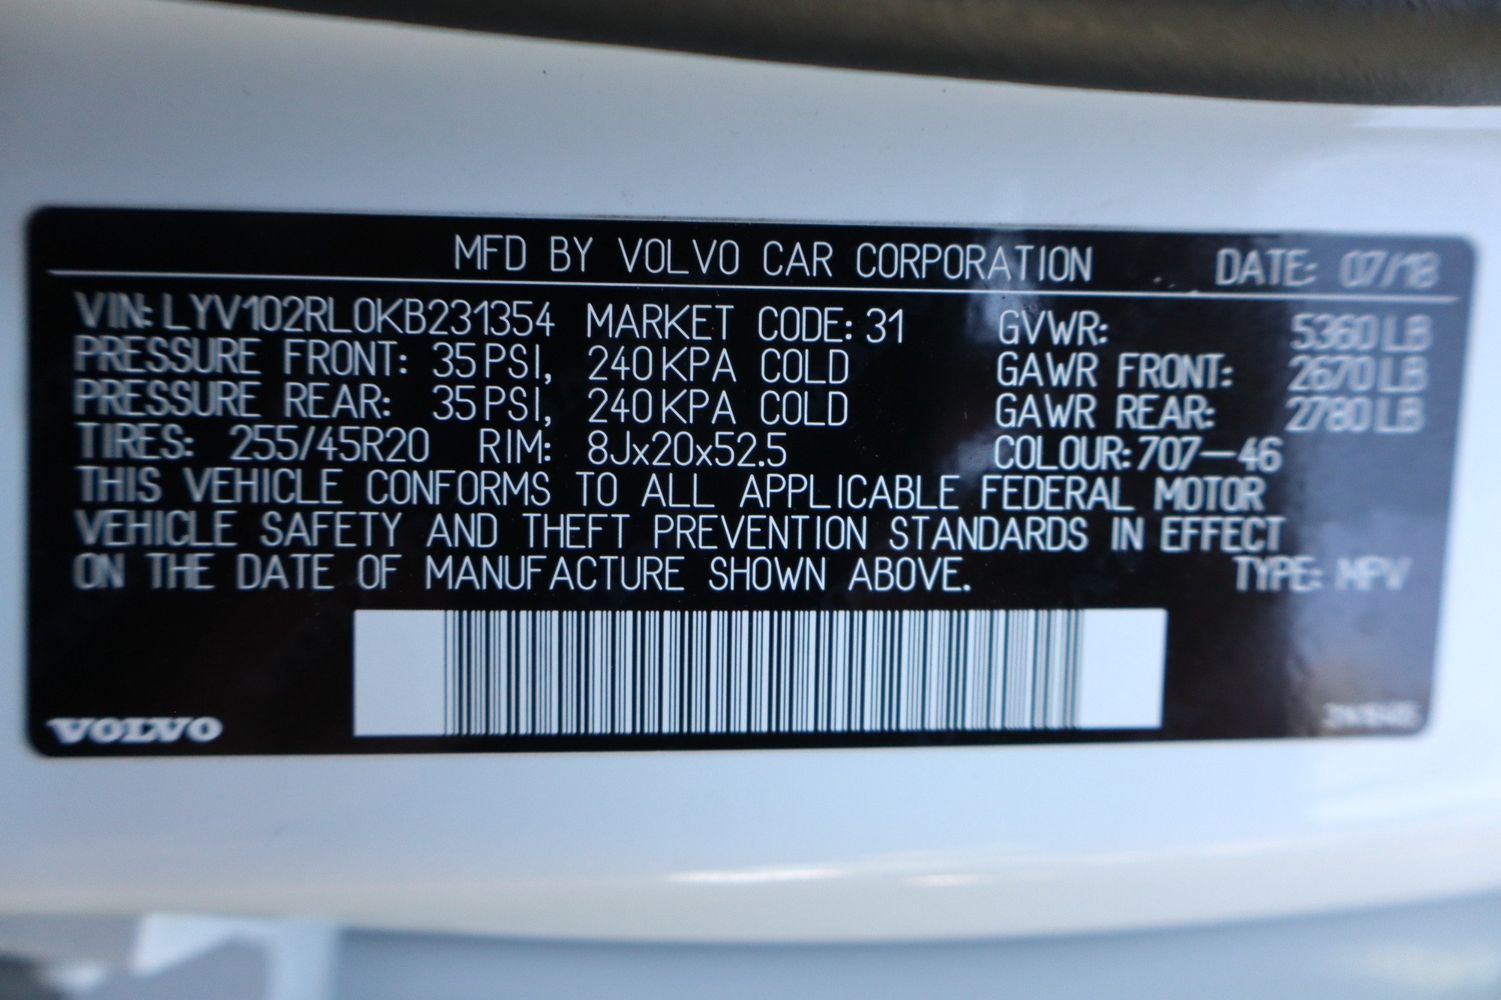 MFD BY VOLVO CAR CORPORATION DATE: 07/18
VIN: LYV102RL0KB231354 MARKET CODE: 31 GVWR: 5360 LB
PRESSURE FRONT: 35 PSI, 240 KPA COLD GAWR FRONT: 2670 LB
PRESSURE REAR: 35 PSI, 240 KPA COLD GAWR REAR: 2780 LB
TIRES: 255/45R20 RIM: 8Jx20x52.5 COLOUR: 707-46
THIS VEHICLE CONFORMS TO ALL APPLICABLE FEDERAL MOTOR
VEHICLE SAFETY AND THEFT PREVENTION STANDARDS IN EFFECT
ON THE DATE OF MANUFACTURE SHOWN ABOVE. TYPE: MPV
VOLVO